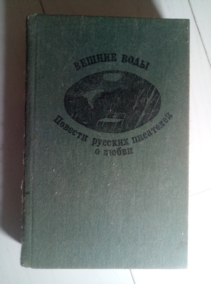 ВЕШНИЕ ВОДЫ
Повести русских писателей
о любви